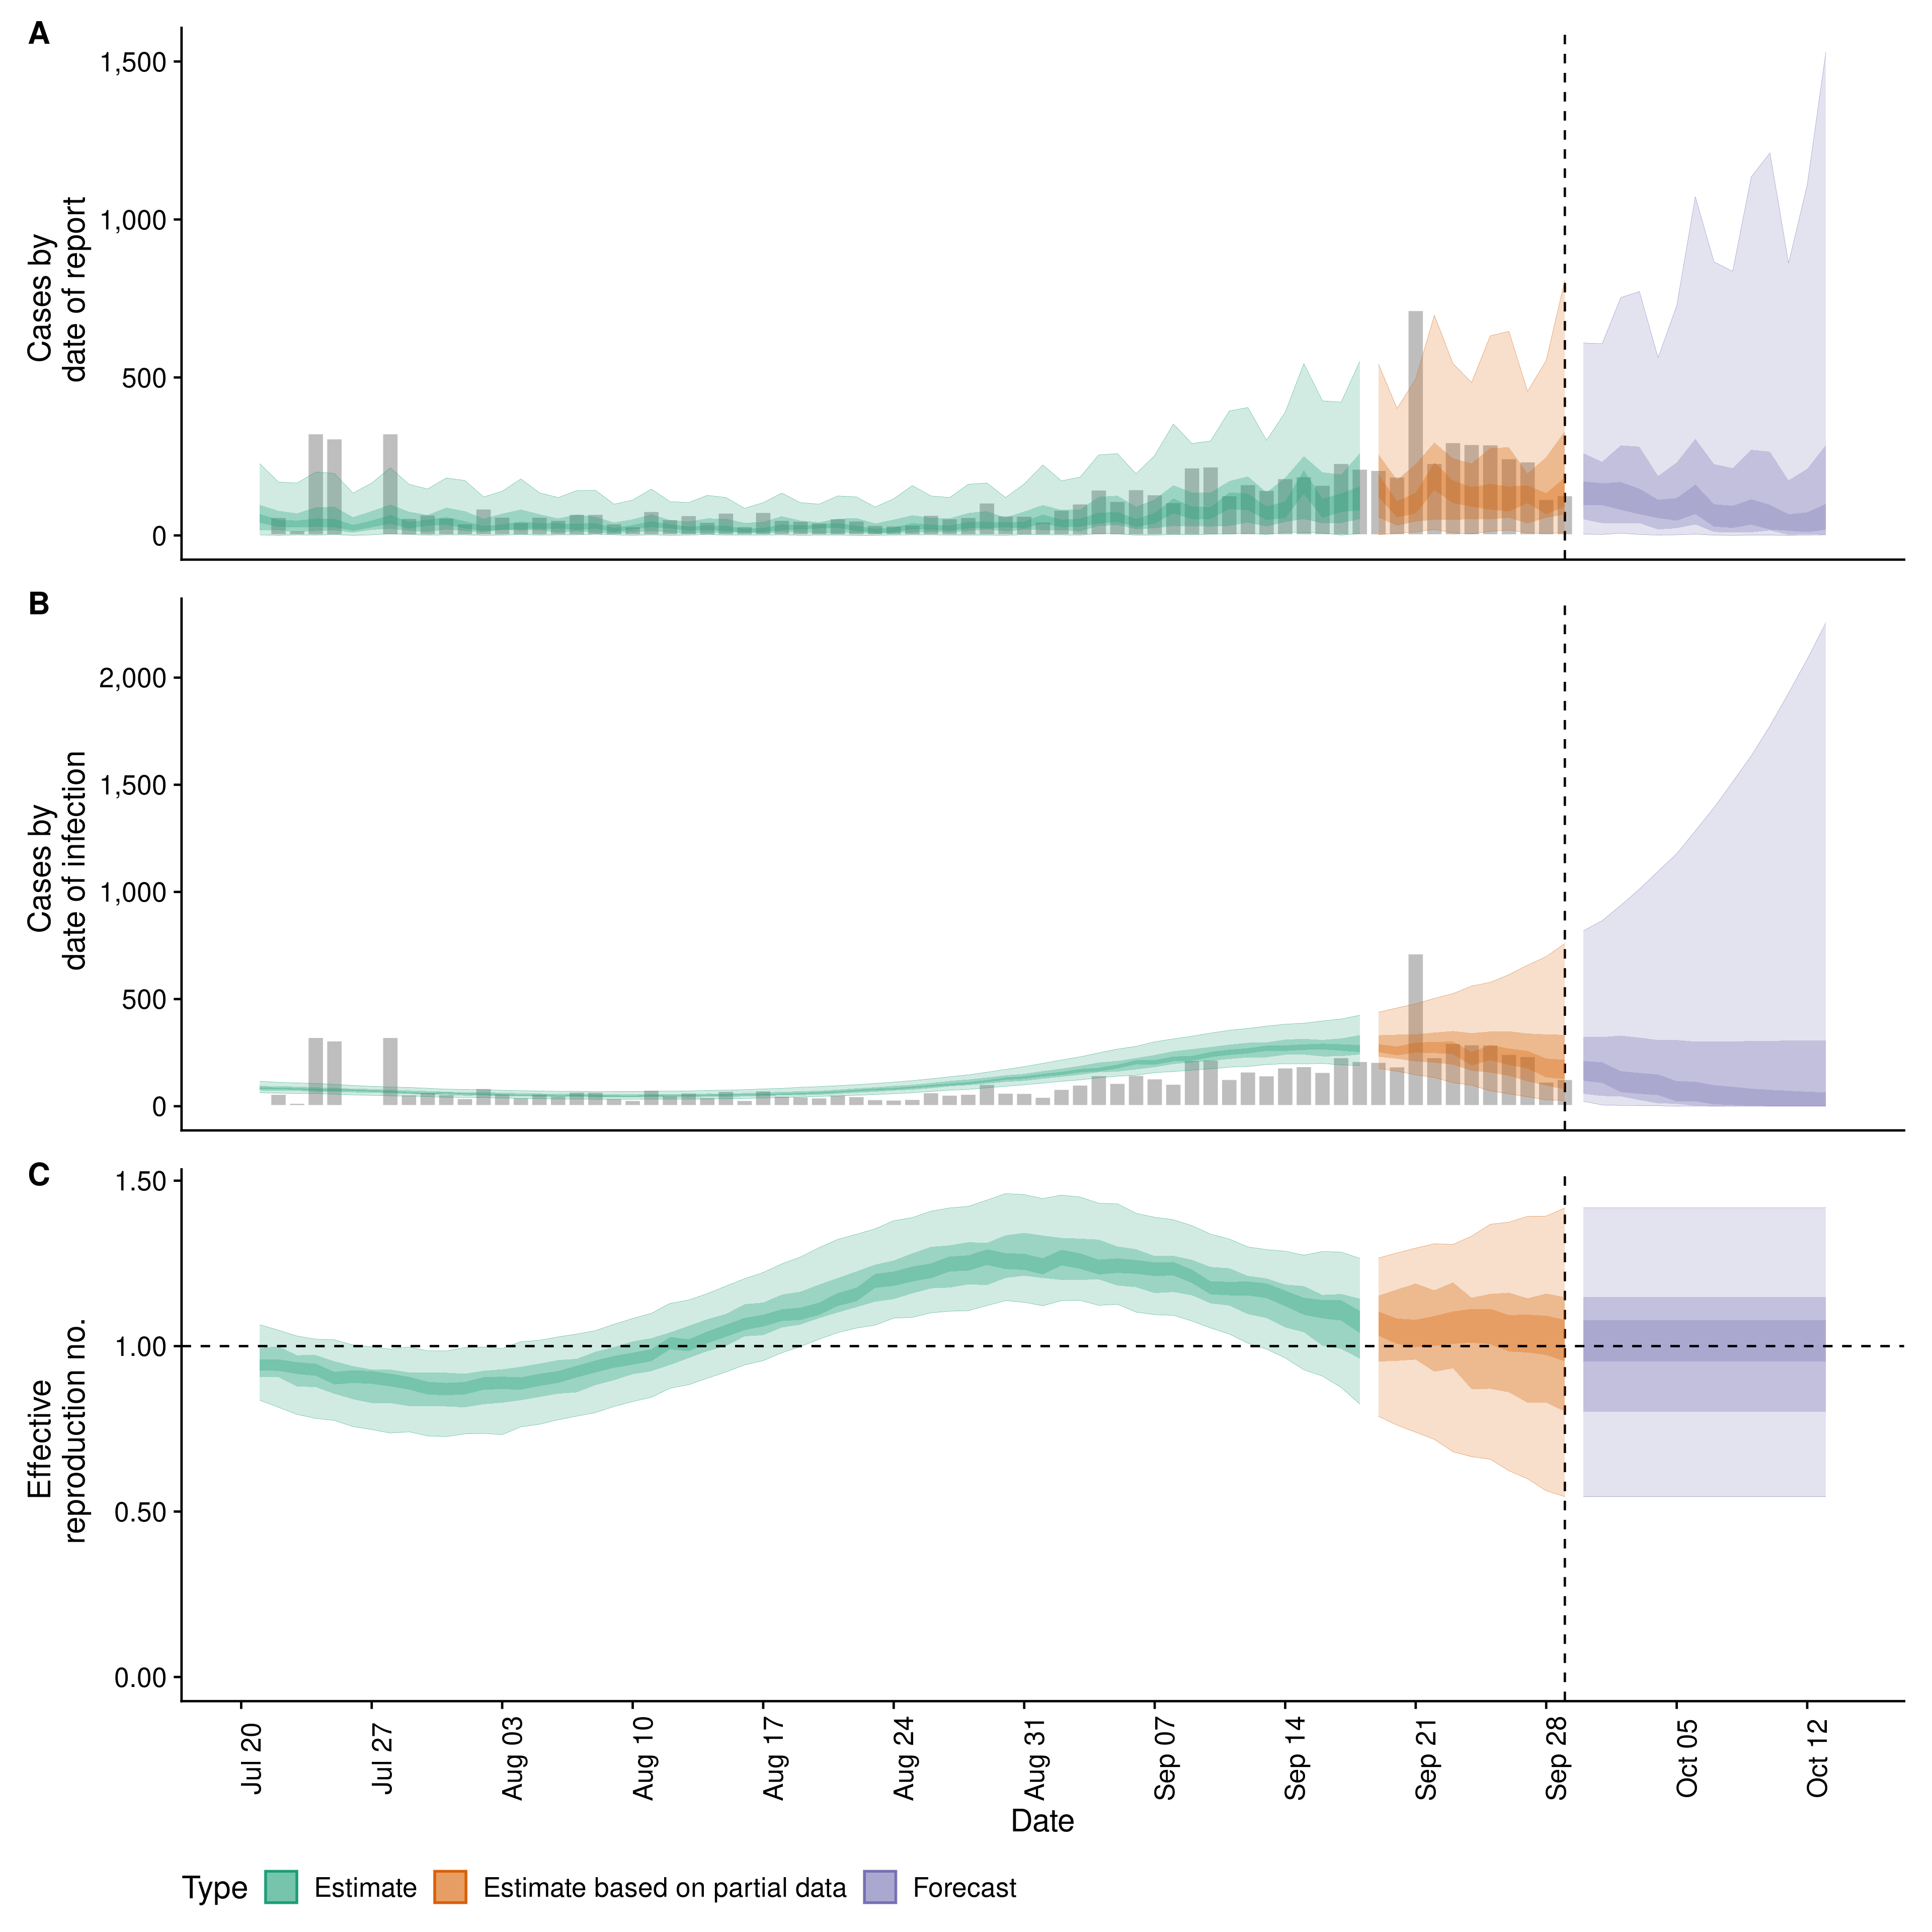 A
1,500
1,000
500
0
Cases by
date of report
B
2,000
1,500
1,000
500
0
Cases by
date of infection
C
1.50
1.00
0.50
0.00
Effective
reproduction no.
Jul 20
Jul 27
Aug 03
Aug 10
Aug 17
Aug 24
Aug 31
Sep 07
Sep 14
Sep 21
Sep 28
Oct 05
Oct 12
Date
Type Estimate Estimate based on partial data Forecast